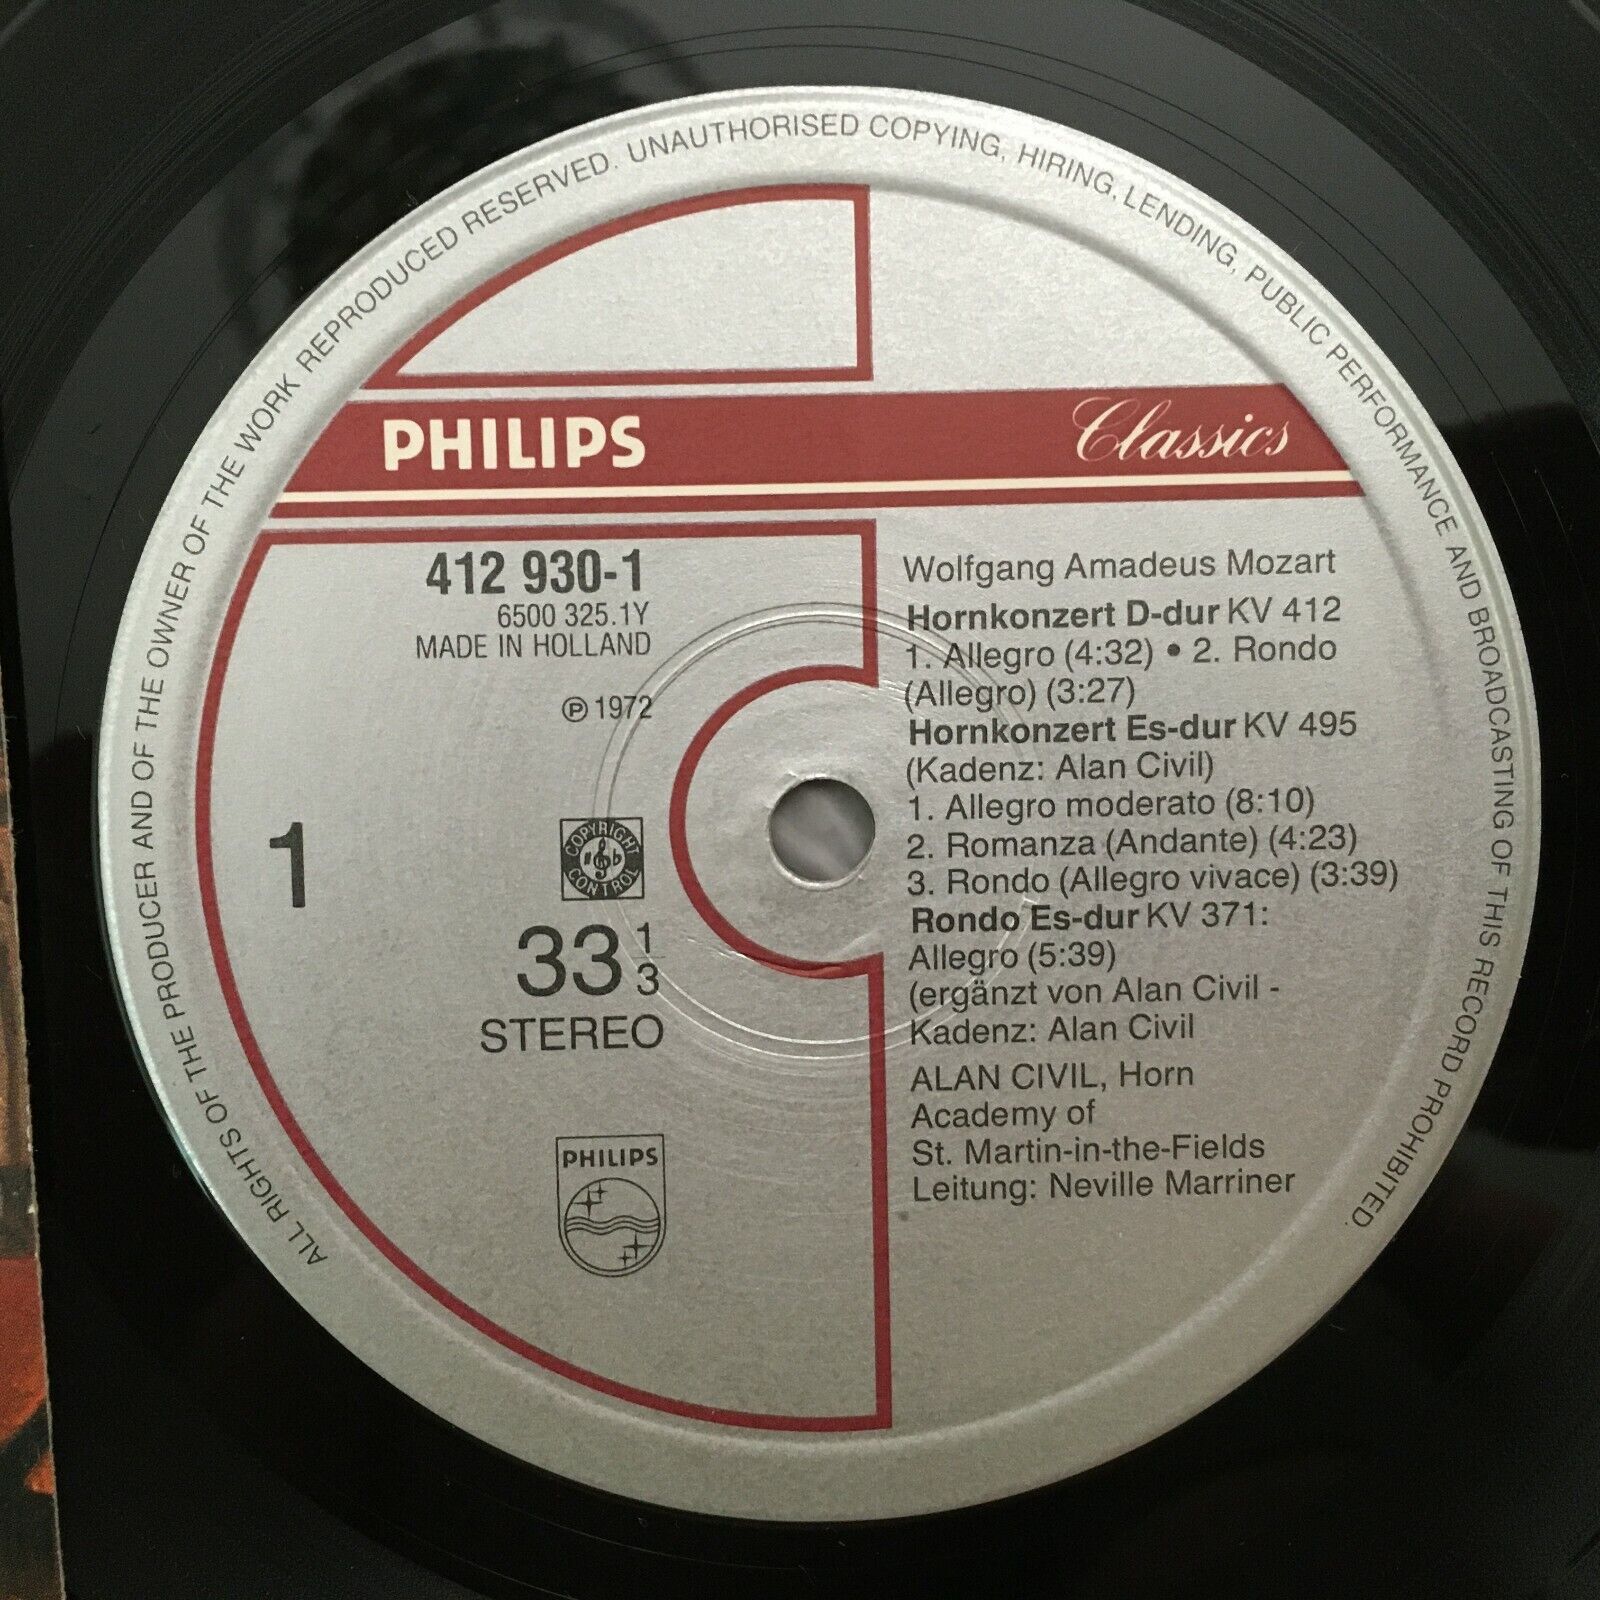 ALL RIGHTS OF THE PRODUCER AND OF THE OWNER OF THE WORK REPRODUCED RESERVED. UNAUTHORISED COPYING, HIRING, LENDING, PUBLIC PERFORMANCE AND BROADCASTING OF THIS RECORD PROHIBITED.
PHILIPS Classics
412 930-1
6500 325.1Y
MADE IN HOLLAND
℗ 1972
1
COPYRIGHT
CONTROL
33 1/3
STEREO
PHILIPS
Wolfgang Amadeus Mozart
Hornkonzert D-dur KV 412
1. Allegro (4:32) • 2. Rondo
(Allegro) (3:27)
Hornkonzert Es-dur KV 495
(Kadenz: Alan Civil)
1. Allegro moderato (8:10)
2. Romanza (Andante) (4:23)
3. Rondo (Allegro vivace) (3:39)
Rondo Es-dur KV 371:
Allegro (5:39)
(ergänzt von Alan Civil -
Kadenz: Alan Civil
ALAN CIVIL, Horn
Academy of
St. Martin-in-the-Fields
Leitung: Neville Marriner